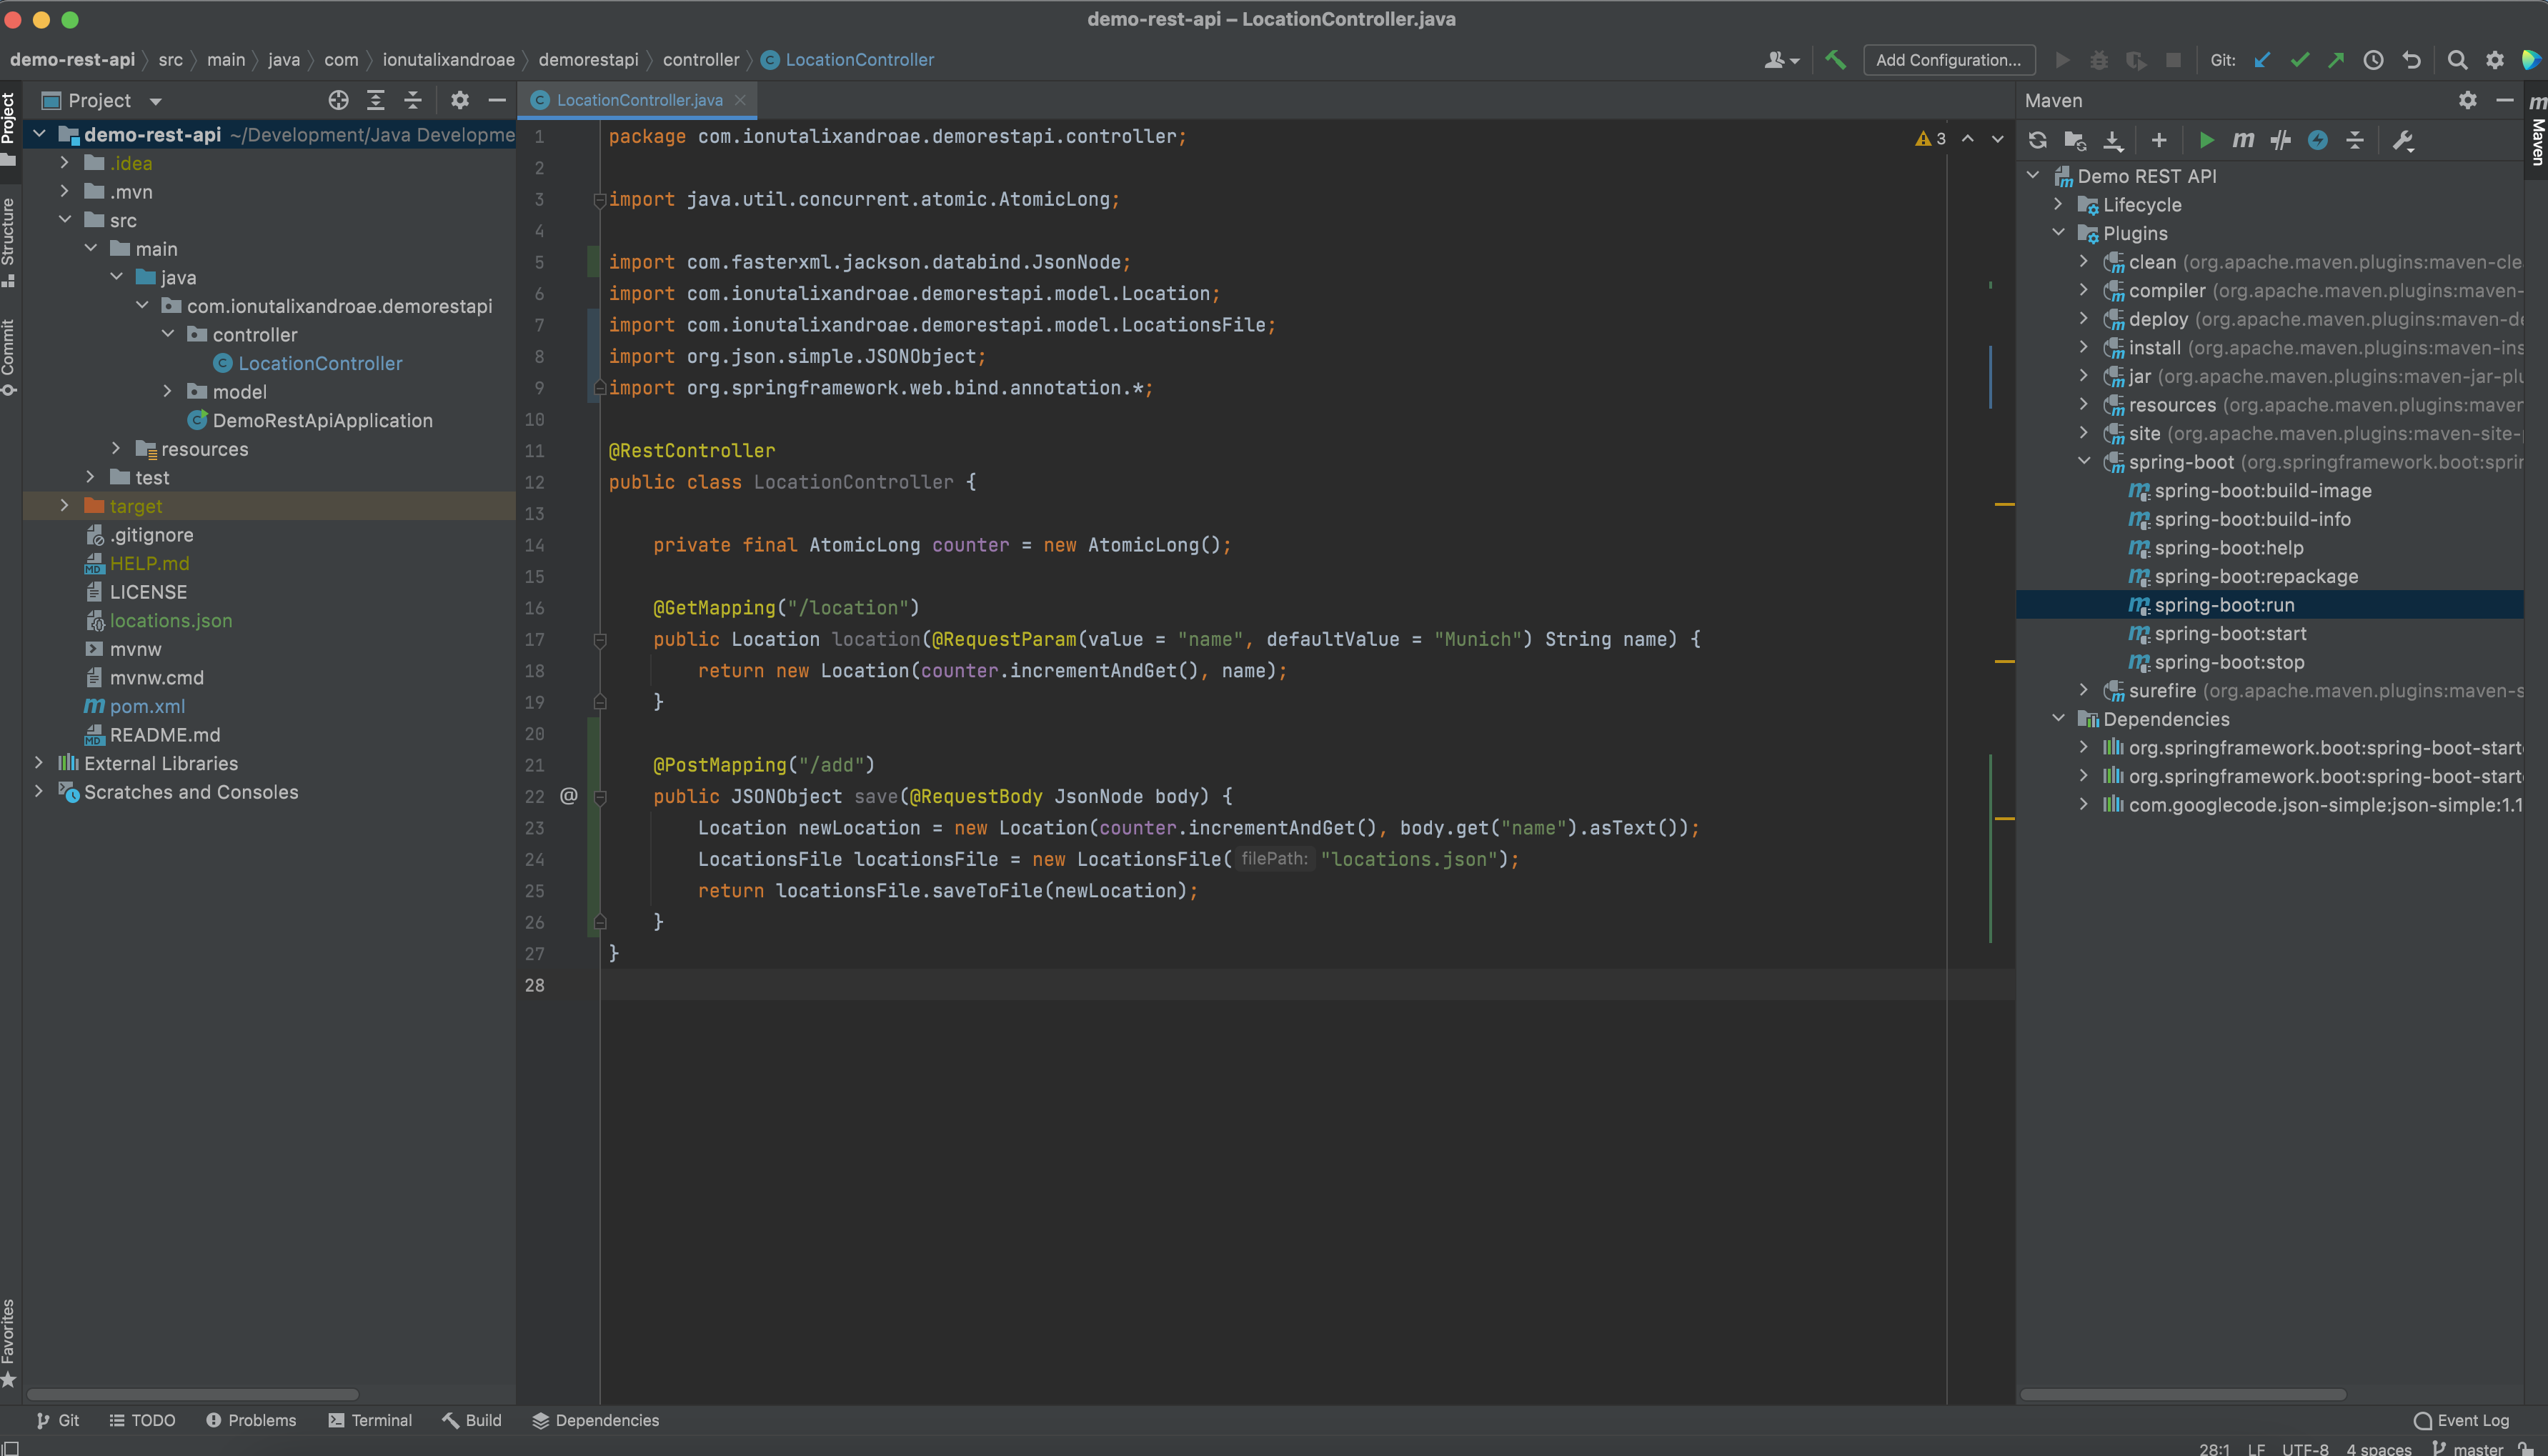 demo-rest-api – LocationController.java
demo-rest-api src main java com ionutalixandroae demorestapi controller LocationController
Add Configuration...
Git:
Project
LocationController.java
Maven
Project
Structure
Commit
Favorites
demo-rest-api ~/Development/Java Developme
.idea
.mvn
src
main
java
com.ionutalixandroae.demorestapi
controller
LocationController
model
DemoRestApiApplication
resources
test
target
.gitignore
HELP.md
LICENSE
locations.json
mvnw
mvnw.cmd
pom.xml
README.md
External Libraries
Scratches and Consoles
3
1 package com.ionutalixandroae.demorestapi.controller;
2
3 import java.util.concurrent.atomic.AtomicLong;
4
5 import com.fasterxml.jackson.databind.JsonNode;
6 import com.ionutalixandroae.demorestapi.model.Location;
7 import com.ionutalixandroae.demorestapi.model.LocationsFile;
8 import org.json.simple.JSONObject;
9 import org.springframework.web.bind.annotation.*;
10
11 @RestController
12 public class LocationController {
13
14 private final AtomicLong counter = new AtomicLong();
15
16 @GetMapping("/location")
17 public Location location(@RequestParam(value = "name", defaultValue = "Munich") String name) {
18 return new Location(counter.incrementAndGet(), name);
19 }
20
21 @PostMapping("/add")
22 @ public JSONObject save(@RequestBody JsonNode body) {
23 Location newLocation = new Location(counter.incrementAndGet(), body.get("name").asText());
24 LocationsFile locationsFile = new LocationsFile( filePath: "locations.json");
25 return locationsFile.saveToFile(newLocation);
26 }
27 }
28
Demo REST API
Lifecycle
Plugins
clean (org.apache.maven.plugins:maven-cle
compiler (org.apache.maven.plugins:maven-
deploy (org.apache.maven.plugins:maven-de
install (org.apache.maven.plugins:maven-ins
jar (org.apache.maven.plugins:maven-jar-plu
resources (org.apache.maven.plugins:maven
site (org.apache.maven.plugins:maven-site-
spring-boot (org.springframework.boot:sprin
spring-boot:build-image
spring-boot:build-info
spring-boot:help
spring-boot:repackage
spring-boot:run
spring-boot:start
spring-boot:stop
surefire (org.apache.maven.plugins:maven-s
Dependencies
org.springframework.boot:spring-boot-start
org.springframework.boot:spring-boot-start
com.googlecode.json-simple:json-simple:1.1
Maven
Git TODO Problems Terminal Build Dependencies
Event Log
28:1 LF UTF-8 4 spaces master